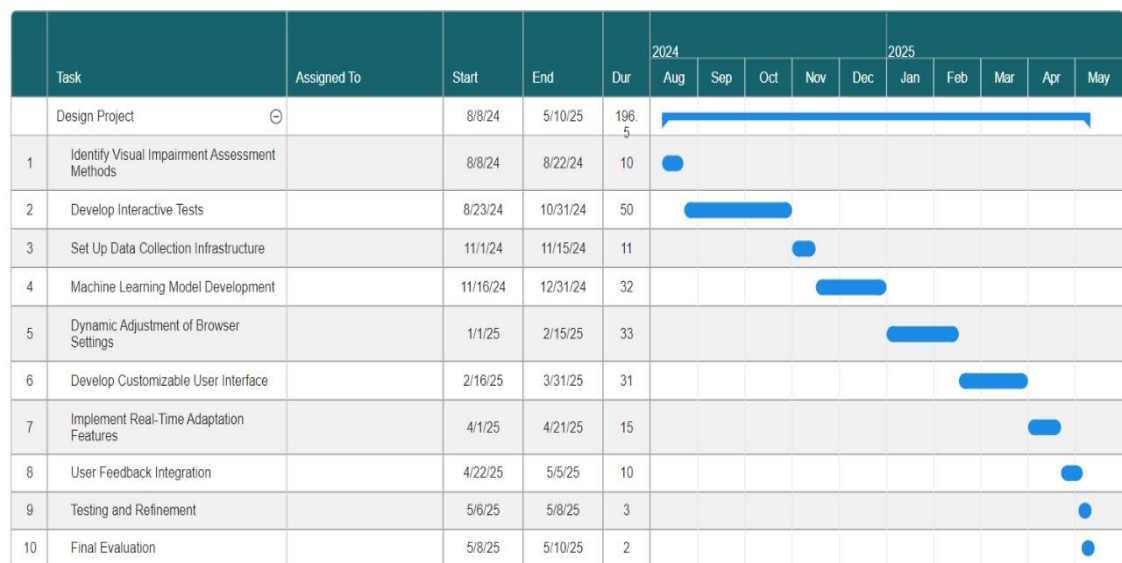 2024 2025
Task Assigned To Start End Dur Aug Sep Oct Nov Dec Jan Feb Mar Apr May
Design Project 8/8/24 5/10/25 196.
5
1 Identify Visual Impairment Assessment
Methods 8/8/24 8/22/24 10
2 Develop Interactive Tests 8/23/24 10/31/24 50
3 Set Up Data Collection Infrastructure 11/1/24 11/15/24 11
4 Machine Learning Model Development 11/16/24 12/31/24 32
5 Dynamic Adjustment of Browser
Settings 1/1/25 2/15/25 33
6 Develop Customizable User Interface 2/16/25 3/31/25 31
7 Implement Real-Time Adaptation
Features 4/1/25 4/21/25 15
8 User Feedback Integration 4/22/25 5/5/25 10
9 Testing and Refinement 5/6/25 5/8/25 3
10 Final Evaluation 5/8/25 5/10/25 2